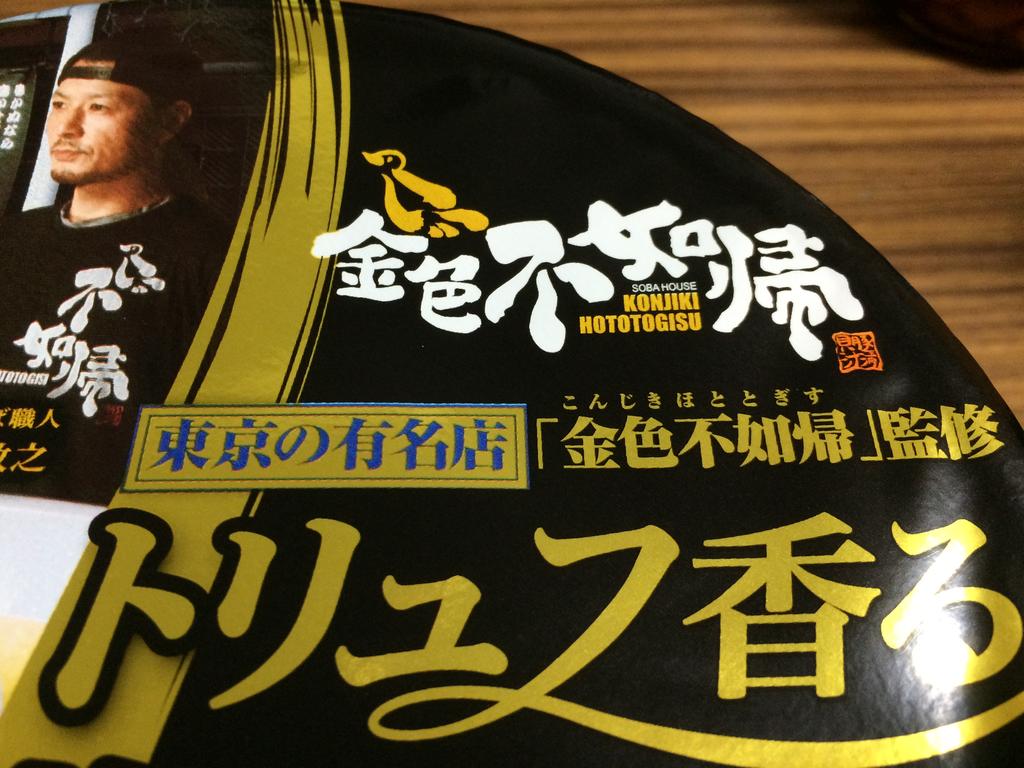 金色不如帰
SOBA HOUSE
KONJIKI
HOTOTOGISU
不
如帰
TOTOGISU
職人
之
こんじきほととぎす
東京の有名店「金色不如帰」監修
トリュフ香る